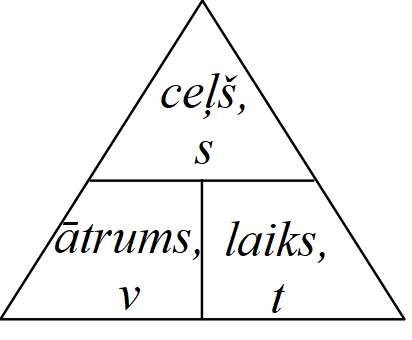 ceļš,
s
ātrums,
v
laiks,
t